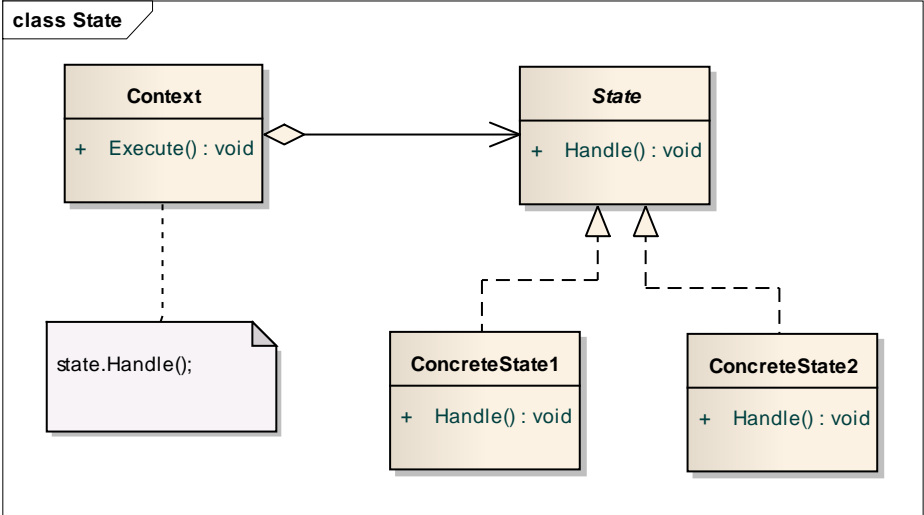 class State
Context
+ Execute() : void
State
+ Handle() : void
state.Handle();
ConcreteState1
+ Handle() : void
ConcreteState2
+ Handle() : void